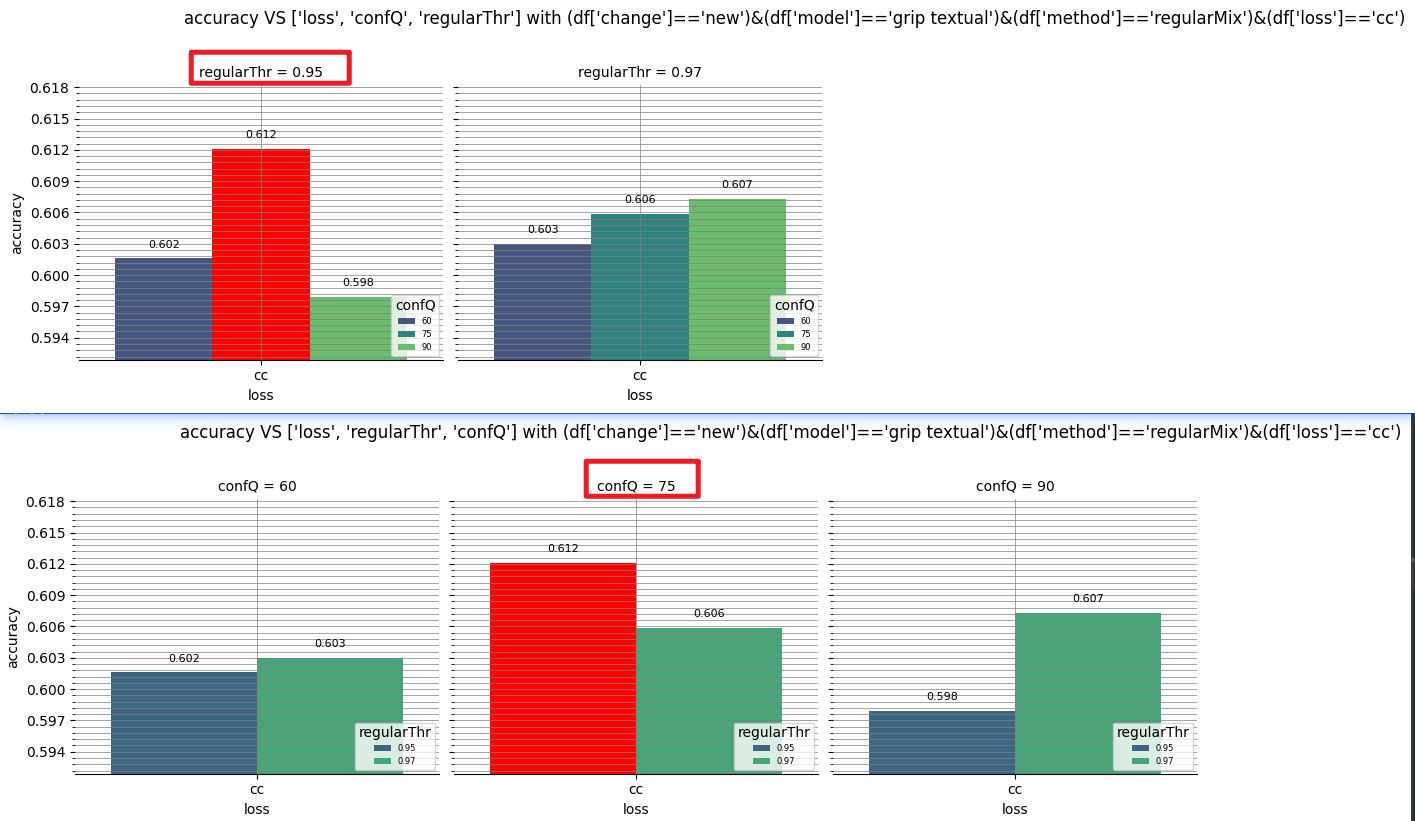 accuracy VS ['loss', 'confQ', 'regularThr'] with (df['change']=='new')&(df['model']=='grip textual')&(df['method']=='regularMix')&(df['loss']=='cc')
regularThr = 0.95
regularThr = 0.97
0.618
0.615
0.612
0.609
0.606
0.603
0.600
0.597
0.594
accuracy
0.602
0.612
0.598
confQ
60
75
90
cc
loss
0.603
0.606
0.607
confQ
60
75
90
cc
loss
accuracy VS ['loss', 'regularThr', 'confQ'] with (df['change']=='new')&(df['model']=='grip textual')&(df['method']=='regularMix')&(df['loss']=='cc')
confQ = 60
confQ = 75
confQ = 90
0.618
0.615
0.612
0.609
0.606
0.603
0.600
0.597
0.594
accuracy
0.602
0.603
regularThr
0.95
0.97
cc
loss
0.612
0.606
regularThr
0.95
0.97
cc
loss
0.598
0.607
regularThr
0.95
0.97
cc
loss